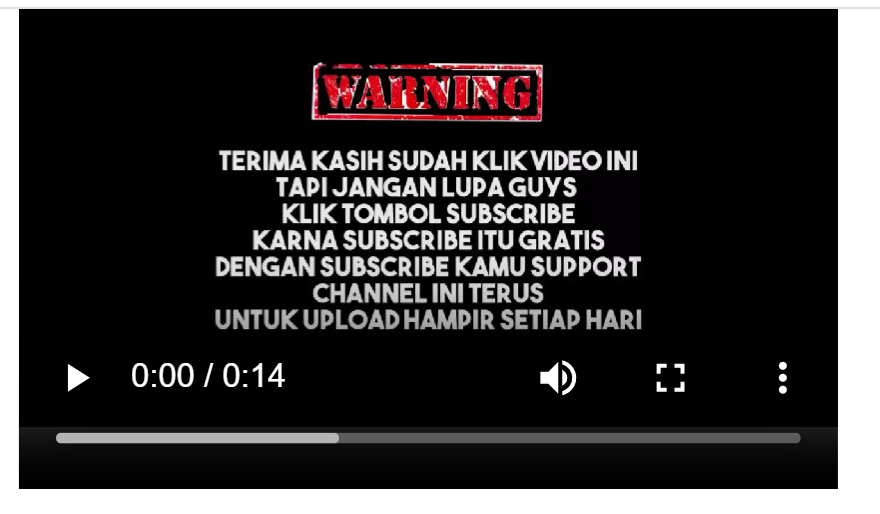 WARNING
TERIMA KASIH SUDAH KLIK VIDEO INI
TAPI JANGAN LUPA GUYS
KLIK TOMBOL SUBSCRIBE
KARNA SUBSCRIBE ITU GRATIS
DENGAN SUBSCRIBE KAMU SUPPORT
CHANNEL INI TERUS
UNTUK UPLOAD HAMPIR SETIAP HARI
0:00 / 0:14